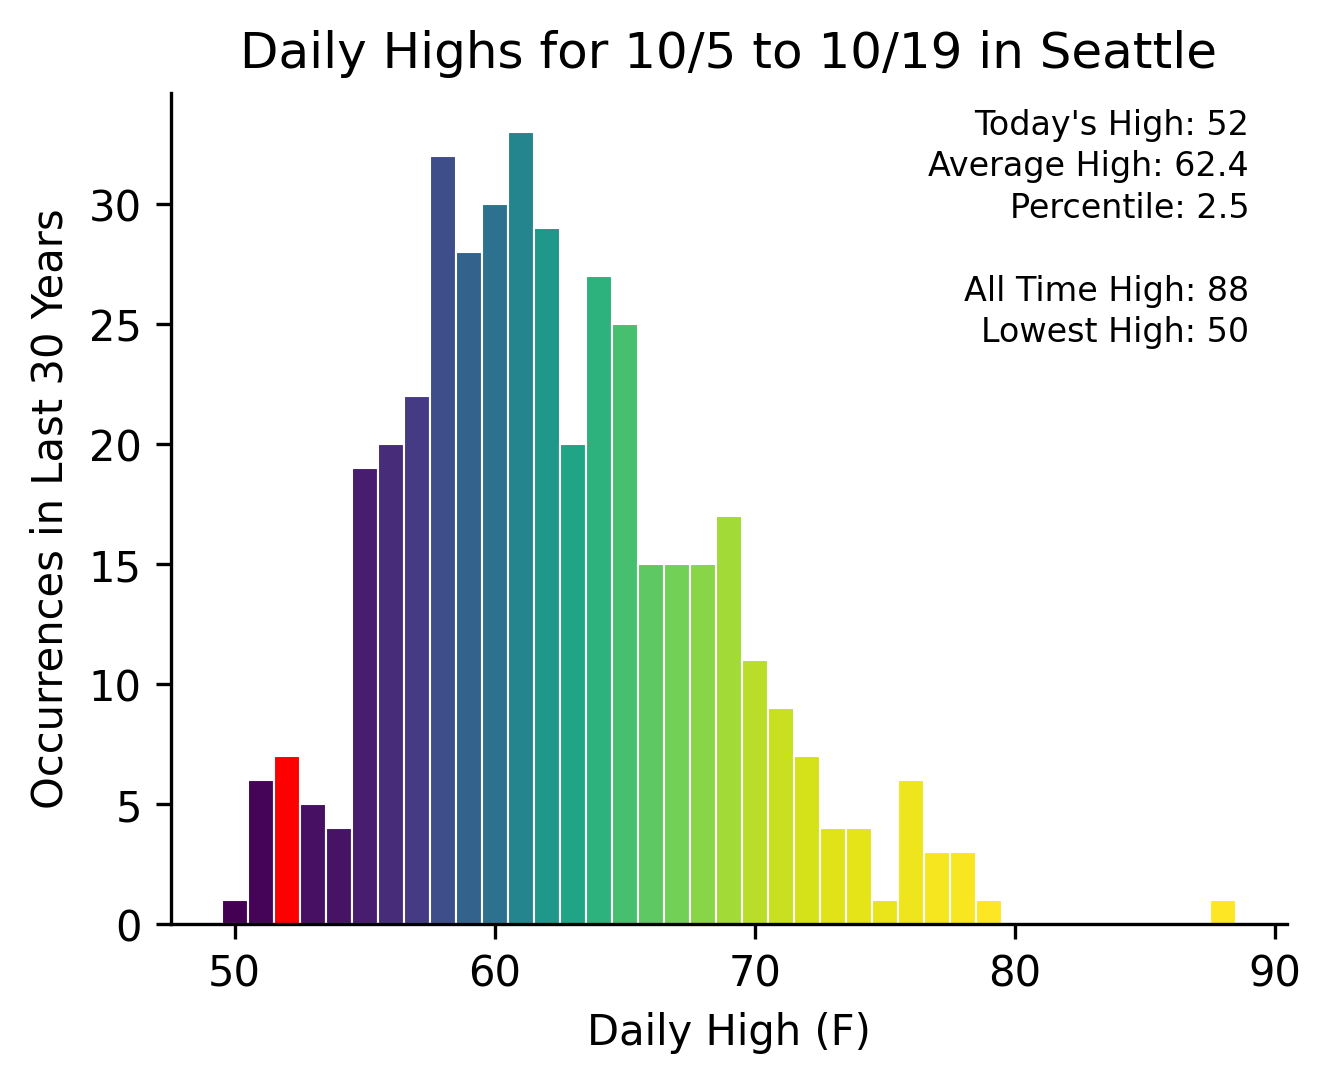 Daily Highs for 10/5 to 10/19 in Seattle
Today's High: 52
Average High: 62.4
Percentile: 2.5
All Time High: 88
Lowest High: 50
Occurrences in Last 30 Years
30
25
20
15
10
5
0
50 60 70 80 90
Daily High (F)